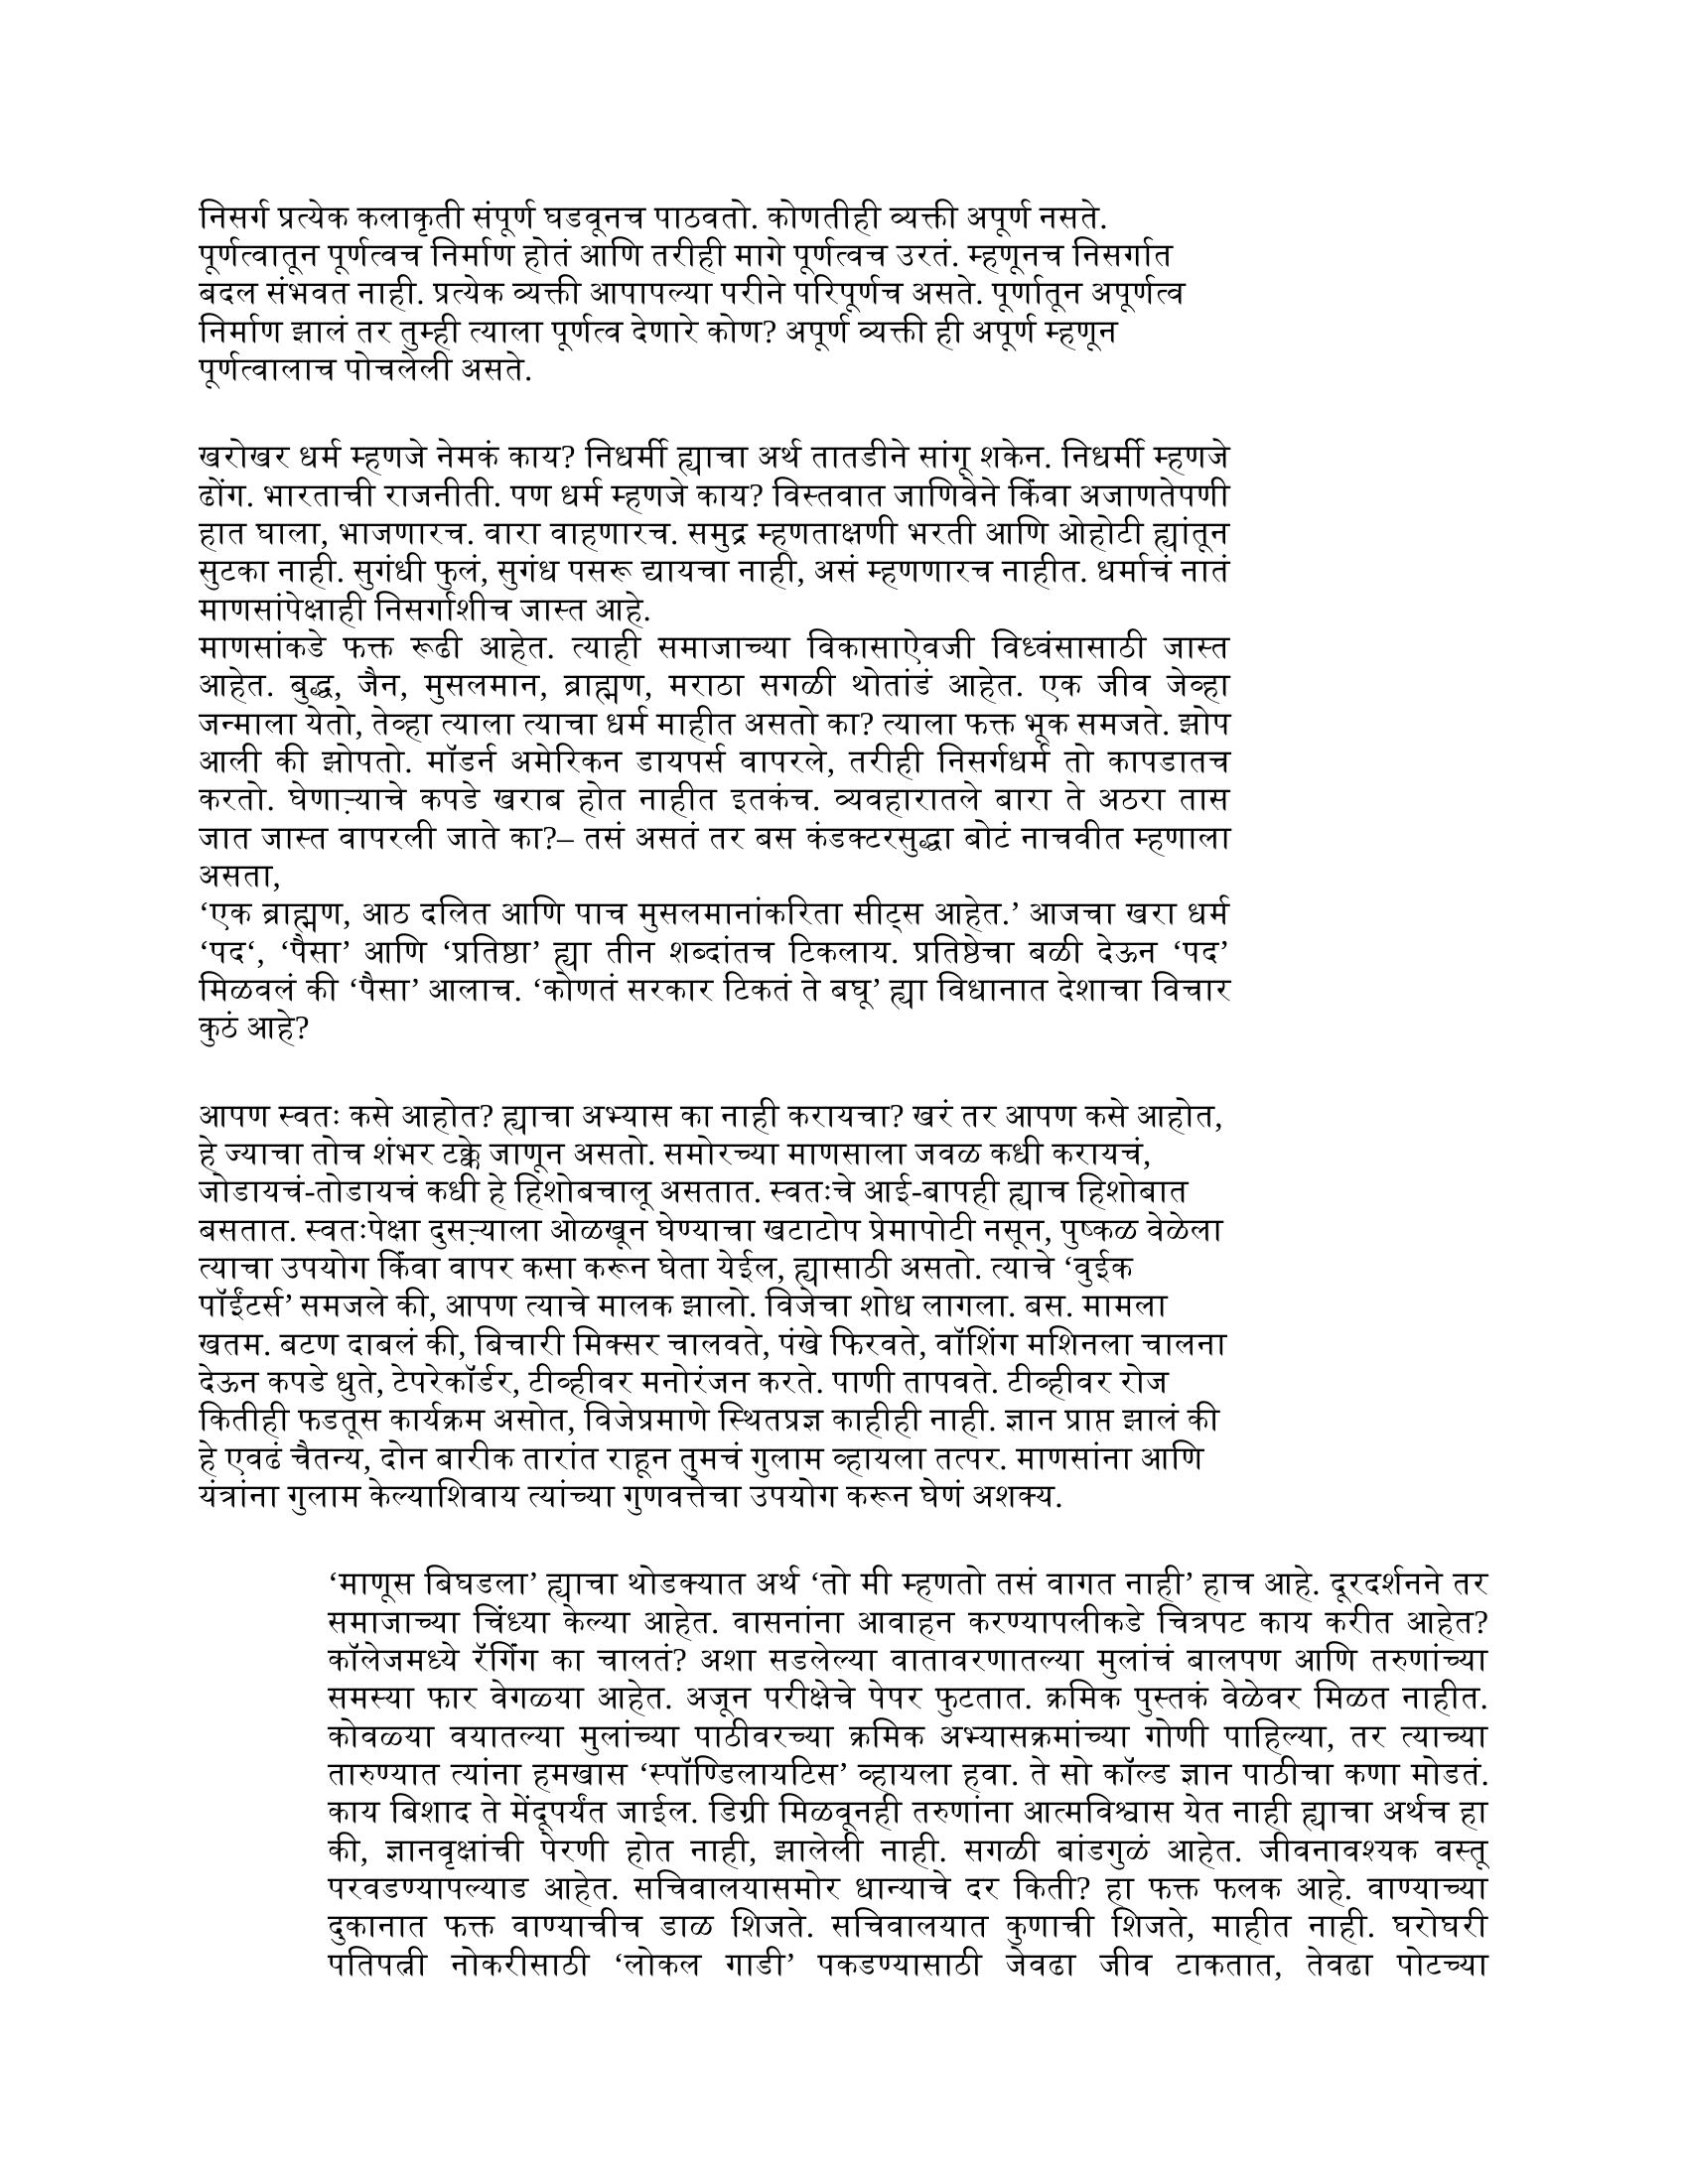 निसर्ग प्रत्येक कलाकृती संपूर्ण घडवूनच पाठवतो. कोणतीही व्यक्ती अपूर्ण नसते.
पूर्णत्वातून पूर्णत्वच निर्माण होतं आणि तरीही मागे पूर्णत्वच उरतं. म्हणूनच निसर्गात
बदल संभवत नाही. प्रत्येक व्यक्ती आपापल्या परीने परिपूर्णच असते. पूर्णातून अपूर्णत्व
निर्माण झालं तर तुम्ही त्याला पूर्णत्व देणारे कोण? अपूर्ण व्यक्ती ही अपूर्ण म्हणून
पूर्णत्वालाच पोचलेली असते.
खरोखर धर्म म्हणजे नेमकं काय? निधर्मी ह्याचा अर्थ तातडीने सांगू शकेन. निधर्मी म्हणजे
ढोंग. भारताची राजनीती. पण धर्म म्हणजे काय? विस्तवात जाणिवेने किंवा अजाणतेपणी
हात घाला, भाजणारच. वारा वाहणारच. समुद्र म्हणताक्षणी भरती आणि ओहोटी ह्यांतून
सुटका नाही. सुगंधी फुलं, सुगंध पसरू द्यायचा नाही, असं म्हणणारच नाहीत. धर्माचं नातं
माणसांपेक्षाही निसर्गाशीच जास्त आहे.
माणसांकडे फक्त रूढी आहेत. त्याही समाजाच्या विकासाऐवजी विध्वंसासाठी जास्त
आहेत. बुद्ध, जैन, मुसलमान, ब्राह्मण, मराठा सगळी थोतांडं आहेत. एक जीव जेव्हा
जन्माला येतो, तेव्हा त्याला त्याचा धर्म माहीत असतो का? त्याला फक्त भूक समजते. झोप
आली की झोपतो. मॉडर्न अमेरिकन डायपर्स वापरले, तरीही निसर्गधर्म तो कापडातच
करतो. घेणाऱ्याचे कपडे खराब होत नाहीत इतकंच. व्यवहारातले बारा ते अठरा तास
जात जास्त वापरली जाते का?– तसं असतं तर बस कंडक्टरसुद्धा बोटं नाचवीत म्हणाला
असता,
‘एक ब्राह्मण, आठ दलित आणि पाच मुसलमानांकरिता सीट्स आहेत.’ आजचा खरा धर्म
‘पद‘, ‘पैसा’ आणि ‘प्रतिष्ठा’ ह्या तीन शब्दांतच टिकलाय. प्रतिष्ठेचा बळी देऊन ‘पद’
मिळवलं की ‘पैसा’ आलाच. ‘कोणतं सरकार टिकतं ते बघू’ ह्या विधानात देशाचा विचार
कुठं आहे?
आपण स्वतः कसे आहोत? ह्याचा अभ्यास का नाही करायचा? खरं तर आपण कसे आहोत,
हे ज्याचा तोच शंभर टक्के जाणून असतो. समोरच्या माणसाला जवळ कधी करायचं,
जोडायचं-तोडायचं कधी हे हिशोबचालू असतात. स्वतःचे आई-बापही ह्याच हिशोबात
बसतात. स्वतःपेक्षा दुसऱ्याला ओळखून घेण्याचा खटाटोप प्रेमापोटी नसून, पुष्कळ वेळेला
त्याचा उपयोग किंवा वापर कसा करून घेता येईल, ह्यासाठी असतो. त्याचे ‘वुईक
पॉईंटर्स’ समजले की, आपण त्याचे मालक झालो. विजेचा शोध लागला. बस. मामला
खतम. बटण दाबलं की, बिचारी मिक्सर चालवते, पंखे फिरवते, वॉशिंग मशिनला चालना
देऊन कपडे धुते, टेपरेकॉर्डर, टीव्हीवर मनोरंजन करते. पाणी तापवते. टीव्हीवर रोज
कितीही फडतूस कार्यक्रम असोत, विजेप्रमाणे स्थितप्रज्ञ काहीही नाही. ज्ञान प्राप्त झालं की
हे एवढं चैतन्य, दोन बारीक तारांत राहून तुमचं गुलाम व्हायला तत्पर. माणसांना आणि
यंत्रांना गुलाम केल्याशिवाय त्यांच्या गुणवत्तेचा उपयोग करून घेणं अशक्य.
‘माणूस बिघडला’ ह्याचा थोडक्यात अर्थ ‘तो मी म्हणतो तसं वागत नाही’ हाच आहे. दूरदर्शनने तर
समाजाच्या चिंध्या केल्या आहेत. वासनांना आवाहन करण्यापलीकडे चित्रपट काय करीत आहेत?
कॉलेजमध्ये रॅगिंग का चालतं? अशा सडलेल्या वातावरणातल्या मुलांचं बालपण आणि तरुणांच्या
समस्या फार वेगळ्या आहेत. अजून परीक्षेचे पेपर फुटतात. क्रमिक पुस्तकं वेळेवर मिळत नाहीत.
कोवळ्या वयातल्या मुलांच्या पाठीवरच्या क्रमिक अभ्यासक्रमांच्या गोणी पाहिल्या, तर त्याच्या
तारुण्यात त्यांना हमखास ‘स्पॉण्डिलायटिस’ व्हायला हवा. ते सो कॉल्ड ज्ञान पाठीचा कणा मोडतं.
काय बिशाद ते मेंदूपर्यंत जाईल. डिग्री मिळवूनही तरुणांना आत्मविश्वास येत नाही ह्याचा अर्थच हा
की, ज्ञानवृक्षांची पेरणी होत नाही, झालेली नाही. सगळी बांडगुळं आहेत. जीवनावश्यक वस्तू
परवडण्यापल्याड आहेत. सचिवालयासमोर धान्याचे दर किती? हा फक्त फलक आहे. वाण्याच्या
दुकानात फक्त वाण्याचीच डाळ शिजते. सचिवालयात कुणाची शिजते, माहीत नाही. घरोघरी
पतिपत्नी नोकरीसाठी ‘लोकल गाडी’ पकडण्यासाठी जेवढा जीव टाकतात, तेवढा पोटच्या